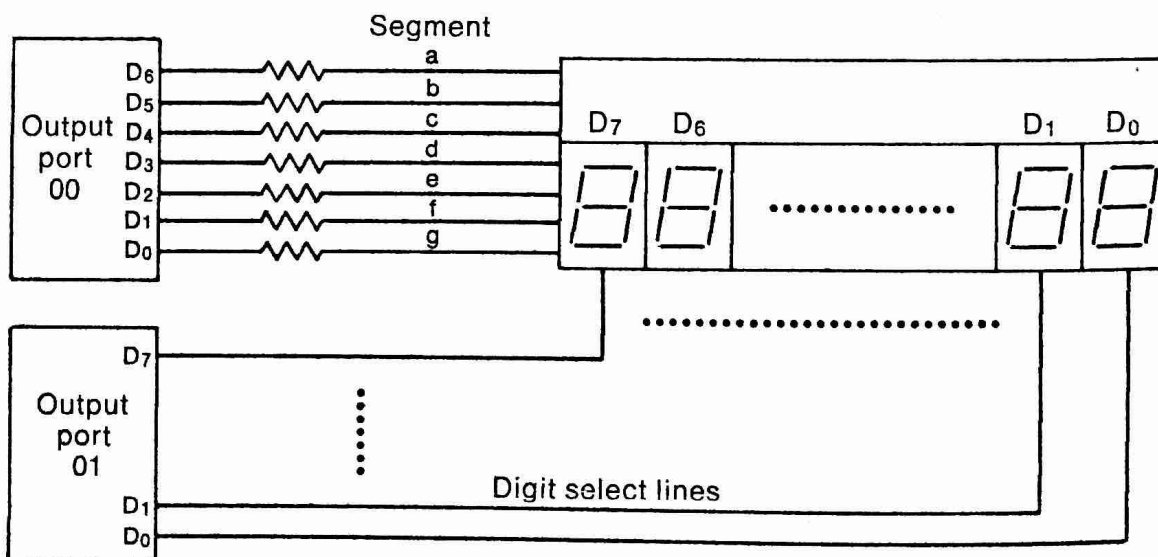 Segment
Output
port
00
D6
D5
D4
D3
D2
D1
D0
a
b
c
d
e
f
g
D7 D6 D1 D0
Output
port
01
D7
D1
D0
Digit select lines